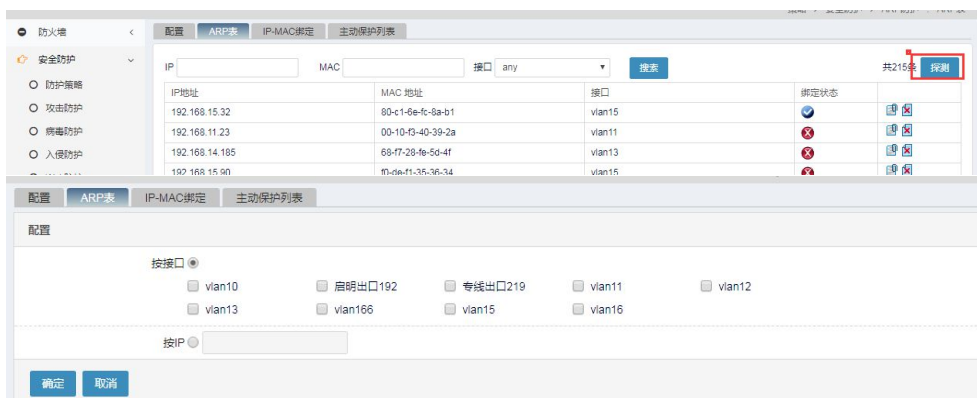 防火墙
配置 ARP表 IP-MAC绑定 主动保护列表
安全防护
IP MAC 接口 any 搜索 共215条 探测
防护策略
IP地址 MAC 地址 接口 绑定状态
攻击防护
192.168.15.32 80-c1-6e-fc-8a-b1 vlan15
病毒防护
192.168.11.23 00-10-f3-40-39-2a vlan11
入侵防护
192.168.14.185 68-f7-28-fe-5d-4f vlan13
192.168.15.90 f0-de-f1-35-36-34 vlan15
配置 ARP表 IP-MAC绑定 主动保护列表
配置
按接口
vlan10 启明出口192 专线出口219 vlan11 vlan12
vlan13 vlan166 vlan15 vlan16
按IP
确定 取消